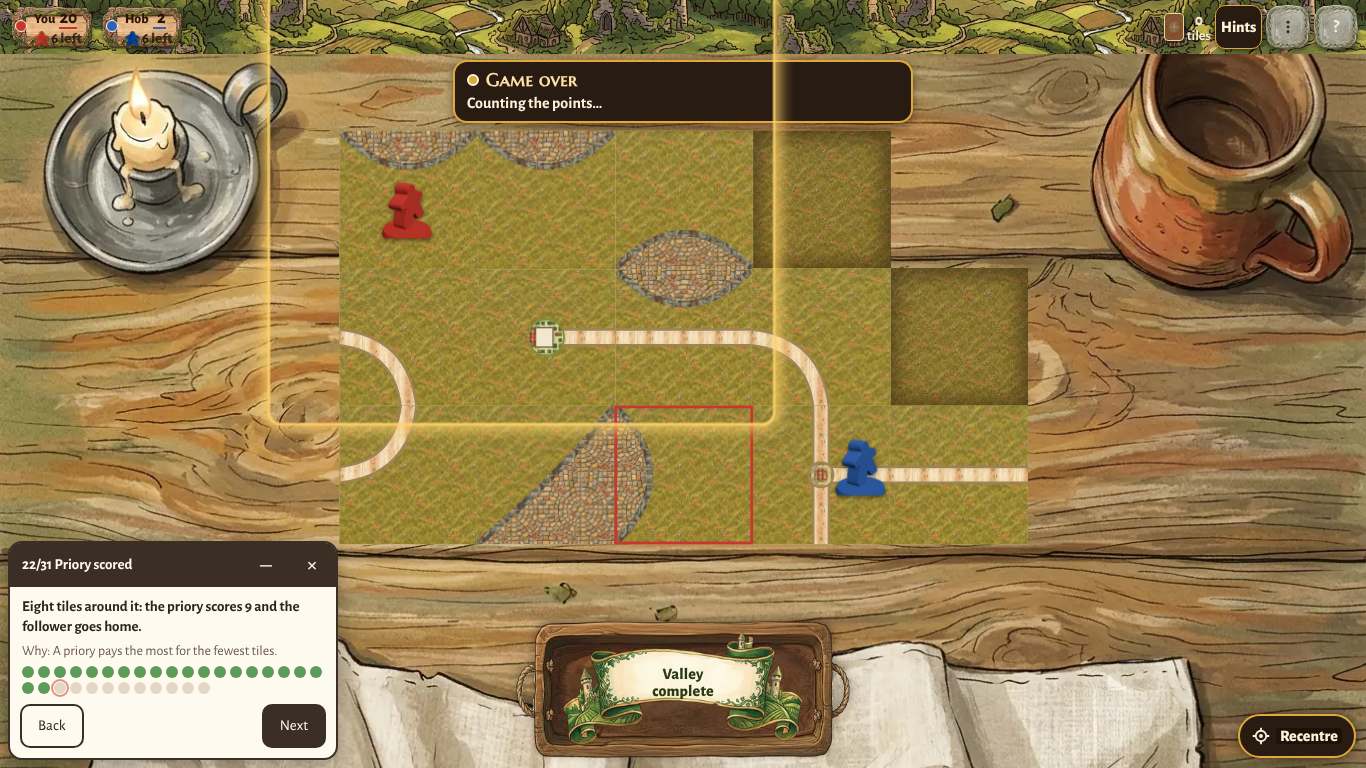 You 20
6 left
Hob 2
6 left
9
tiles
Hints
⋮
?
Game over
Counting the points...
22/31 Priory scored
Eight tiles around it: the priory scores 9 and the
follower goes home.
Why: A priory pays the most for the fewest tiles.
Back
Next
Valley
complete
Recentre